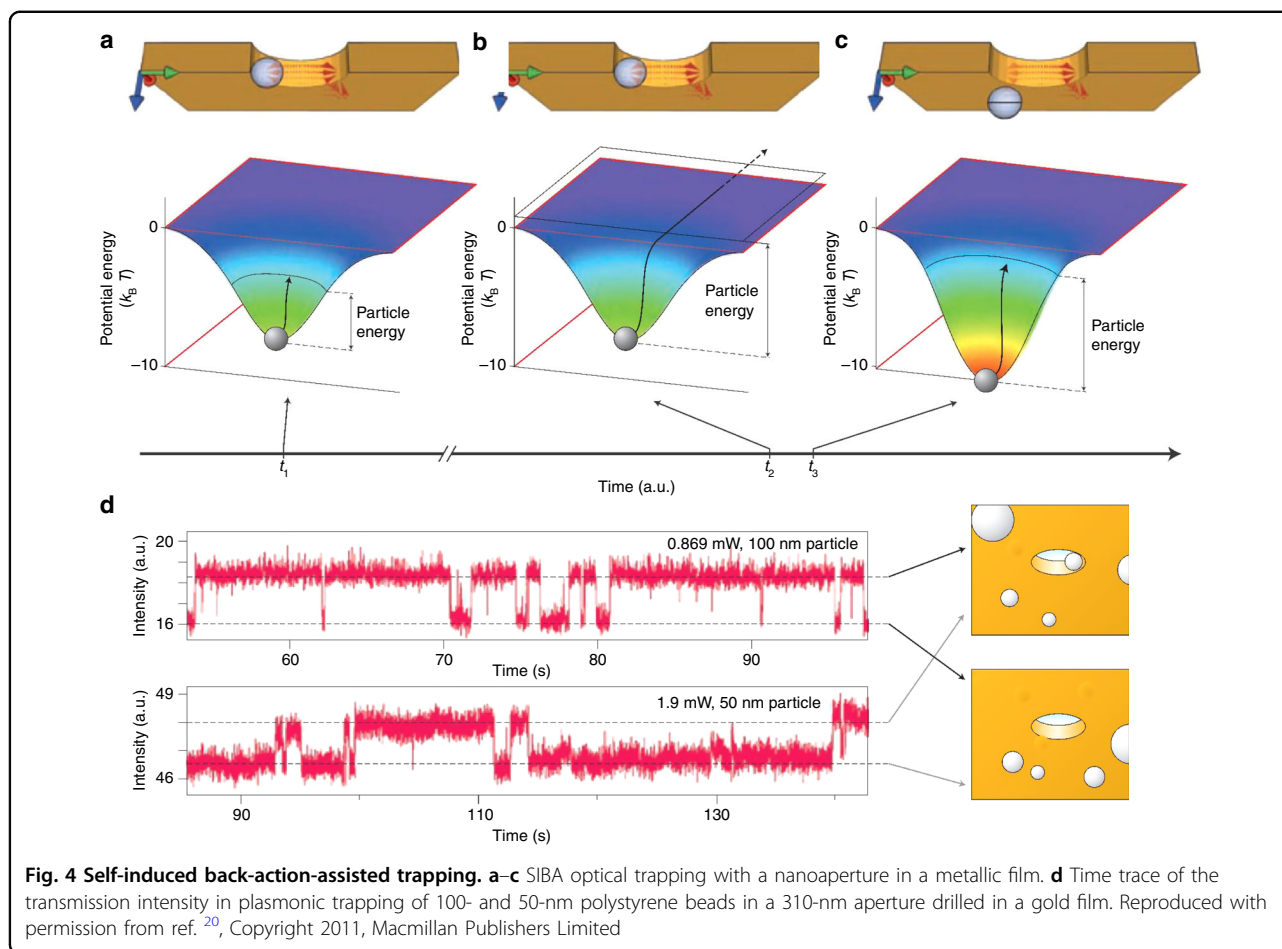 a
b
c
0
Potential energy
(k_B T)
−10
Particle
energy
0
Potential energy
(k_B T)
−10
Particle
energy
0
Potential energy
(k_B T)
−10
Particle
energy
t₁
t₂
t₃
Time (a.u.)
d
20
16
Intensity (a.u.)
0.869 mW, 100 nm particle
60 70 80 90
Time (s)
49
46
Intensity (a.u.)
1.9 mW, 50 nm particle
90 110 130
Time (s)
Fig. 4 Self-induced back-action-assisted trapping. a–c SIBA optical trapping with a nanoaperture in a metallic film. d Time trace of the
transmission intensity in plasmonic trapping of 100- and 50-nm polystyrene beads in a 310-nm aperture drilled in a gold film. Reproduced with
permission from ref. 20, Copyright 2011, Macmillan Publishers Limited